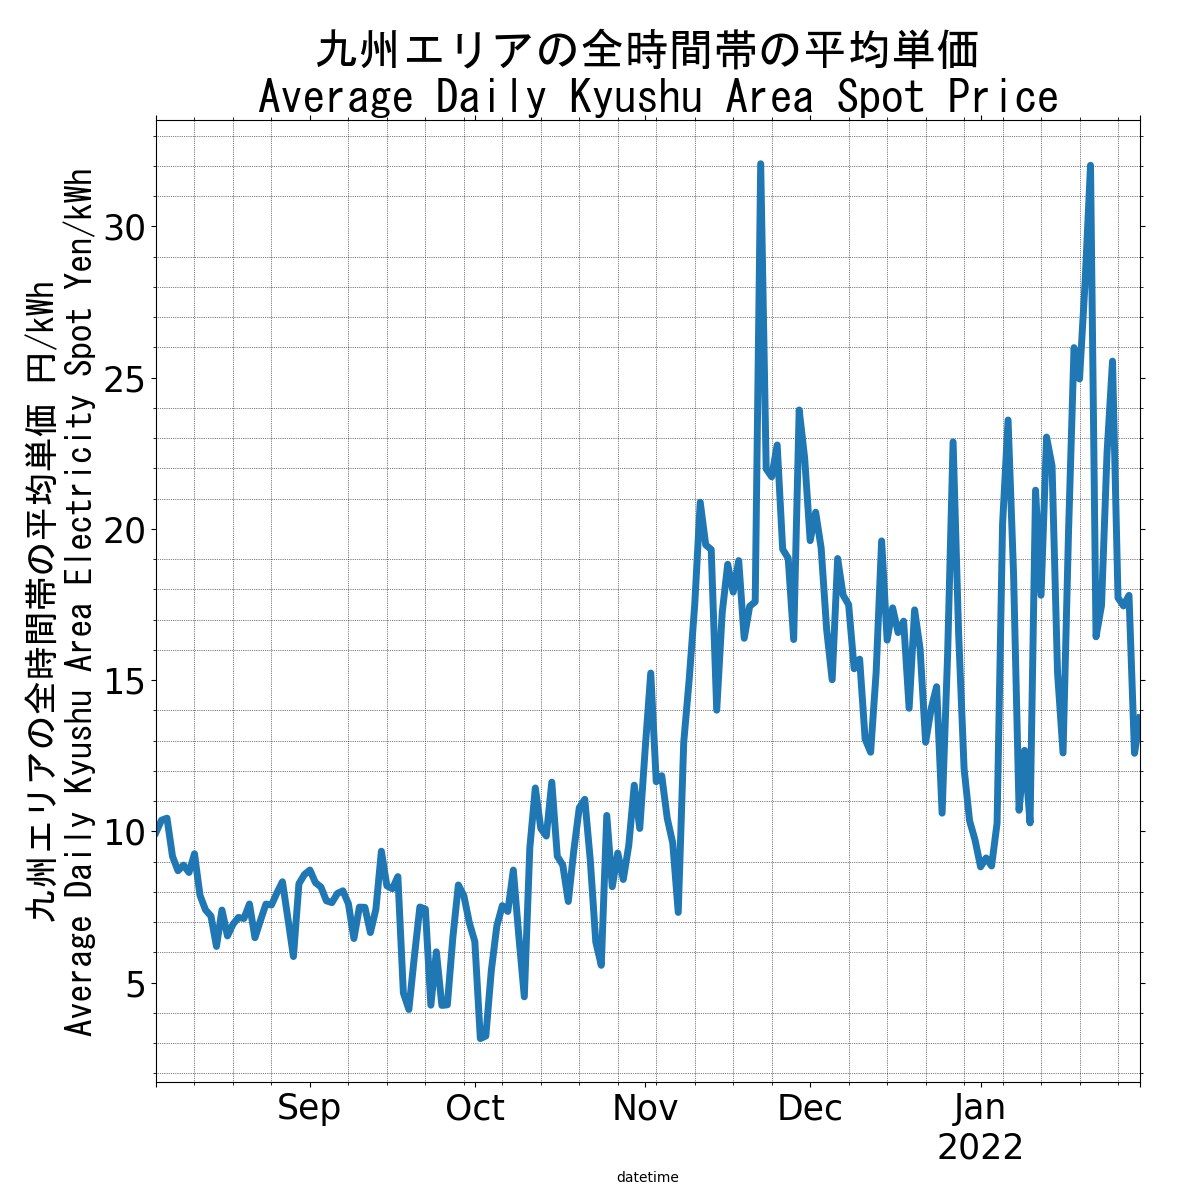 九州エリアの全時間帯の平均単価
Average Daily Kyushu Area Spot Price
九州エリアの全時間帯の平均単価 円/kWh
Average Daily Kyushu Area Electricity Spot Yen/kWh
30
25
20
15
10
5
Sep
Oct
Nov
Dec
Jan
2022
datetime